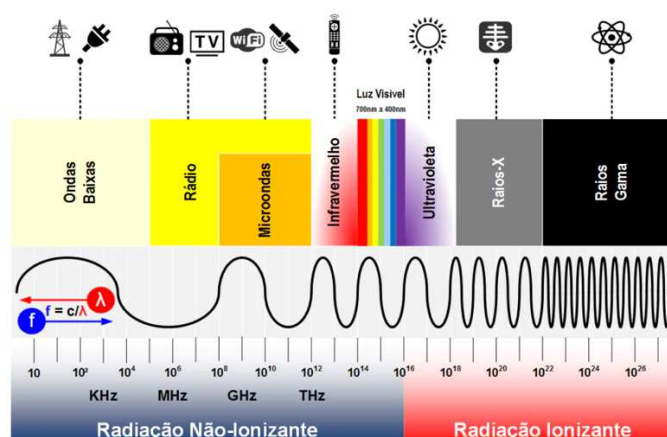 TV
WiFi
Luz Visivel
700nm a 400nm
Ondas
Baixas
Rádio
Microondas
Infravermelho
Ultravioleta
Raios-X
Raios
Gama
λ
f = c/λ
f
10 10² 10⁴ 10⁶ 10⁸ 10¹⁰ 10¹² 10¹⁴ 10¹⁶ 10¹⁸ 10²⁰ 10²² 10²⁴ 10²⁶
KHz MHz GHz THz
Radiação Não-Ionizante Radiação Ionizante